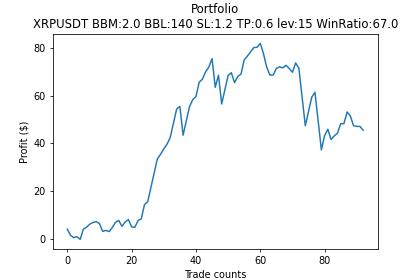 Portfolio
XRPUSDT BBM:2.0 BBL:140 SL:1.2 TP:0.6 lev:15 WinRatio:67.0
80
60
40
20
0
Profit ($)
0 20 40 60 80
Trade counts